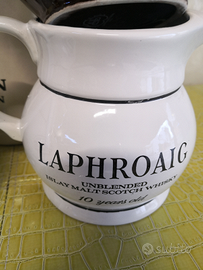 LAPHROAIG
UNBLENDED
ISLAY MALT SCOTCH WHISKY
10 years old
subito